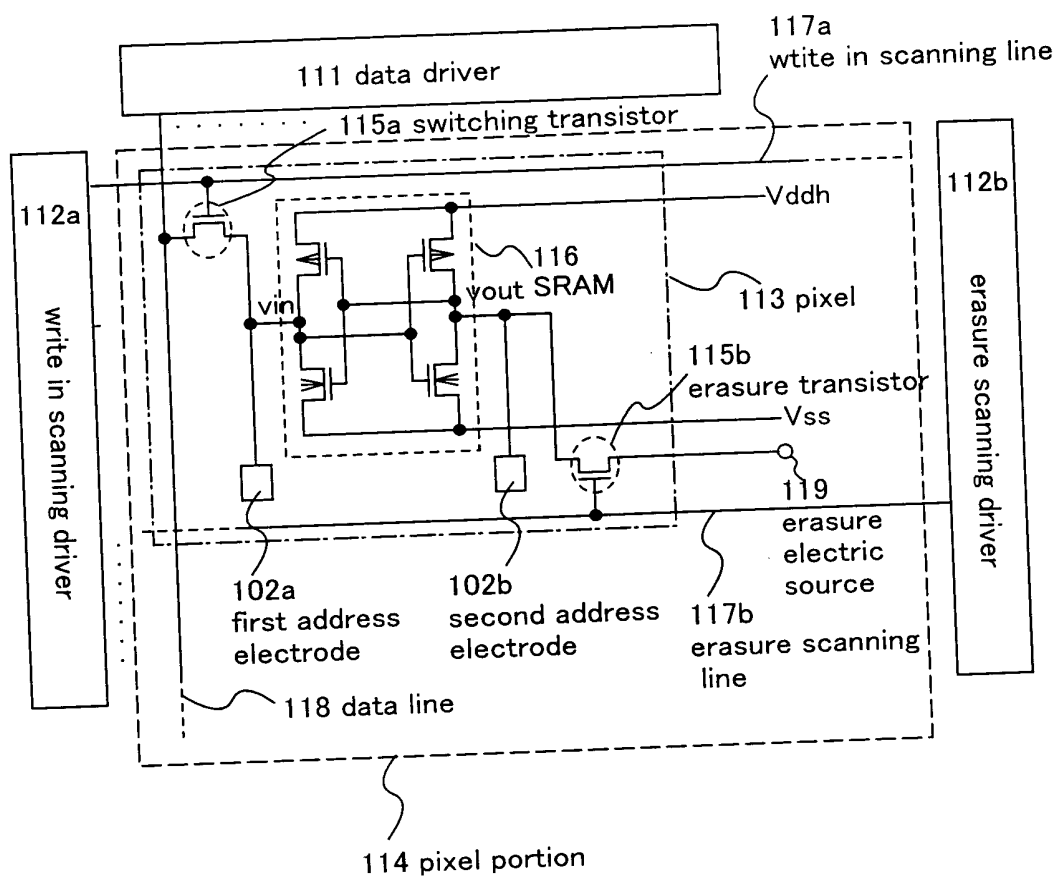 117a
wtite in scanning line
111 data driver
115a switching transistor
112a
write in scanning driver
112b
erasure scanning driver
Vddh
116
vin
vout SRAM
113 pixel
115b
erasure transistor
Vss
119
erasure
electric
source
102a
first address
electrode
102b
second address
electrode
117b
erasure scanning
line
118 data line
114 pixel portion